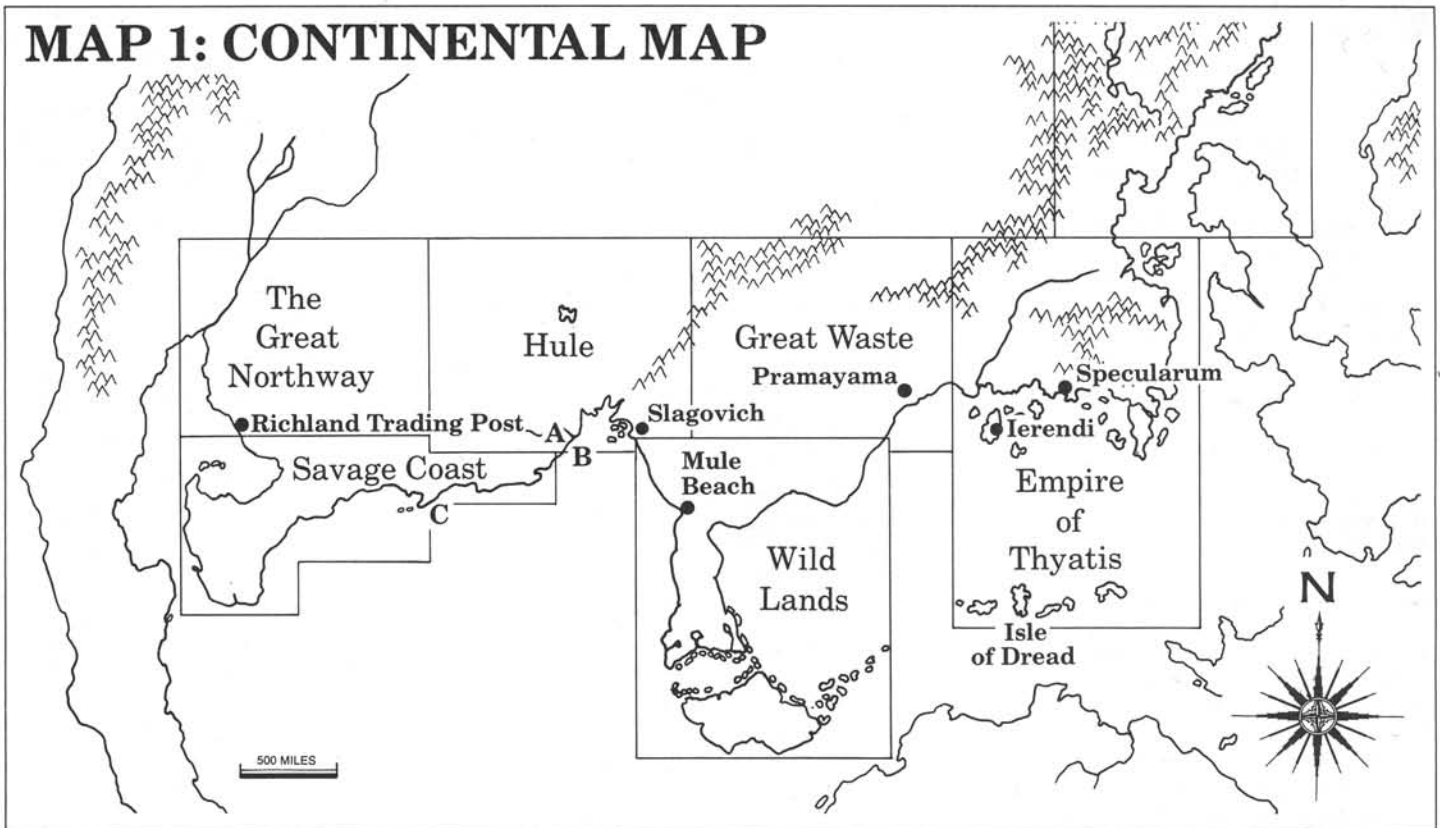 MAP 1: CONTINENTAL MAP
The
Great
Northway
Hule
Great Waste
Pramayama
Specularum
Richland Trading Post
A
Slagovich
Ierendi
B
Savage Coast
Mule
Beach
C
Empire
of
Thyatis
Wild
Lands
N
Isle
of Dread
500 MILES